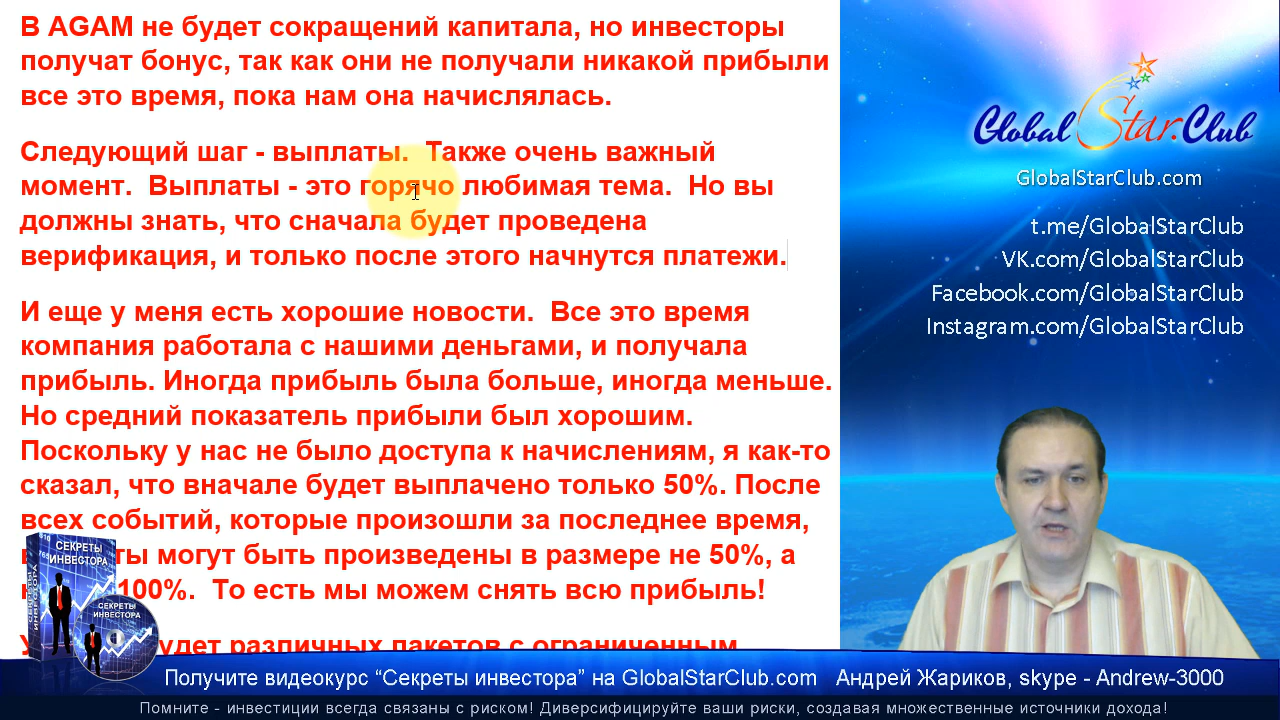 В AGAM не будет сокращений капитала, но инвесторы
получат бонус, так как они не получали никакой прибыли
все это время, пока нам она начислялась.
Следующий шаг - выплаты. Также очень важный
момент. Выплаты - это горячо любимая тема. Но вы
должны знать, что сначала будет проведена
верификация, и только после этого начнутся платежи.
И еще у меня есть хорошие новости. Все это время
компания работала с нашими деньгами, и получала
прибыль. Иногда прибыль была больше, иногда меньше.
Но средний показатель прибыли был хорошим.
Поскольку у нас не было доступа к начислениям, я как-то
сказал, что вначале будет выплачено только 50%. После
всех событий, которые произошли за последнее время,
могут быть произведены в размере не 50%, а
100%. То есть мы можем снять всю прибыль!
различных пакетов с ограниченным
Global Star.Club
GlobalStarClub.com
t.me/GlobalStarClub
VK.com/GlobalStarClub
Facebook.com/GlobalStarClub
Instagram.com/GlobalStarClub
СЕКРЕТЫ
ИНВЕСТОРА
СЕКРЕТЫ
ИНВЕСТОРА
СЕКРЕТЫ
ИНВЕСТОРА
Получите видеокурс “Секреты инвестора” на GlobalStarClub.com Андрей Жариков, skype - Andrew-3000
Помните - инвестиции всегда связаны с риском! Диверсифицируйте ваши риски, создавая множественные источники дохода!